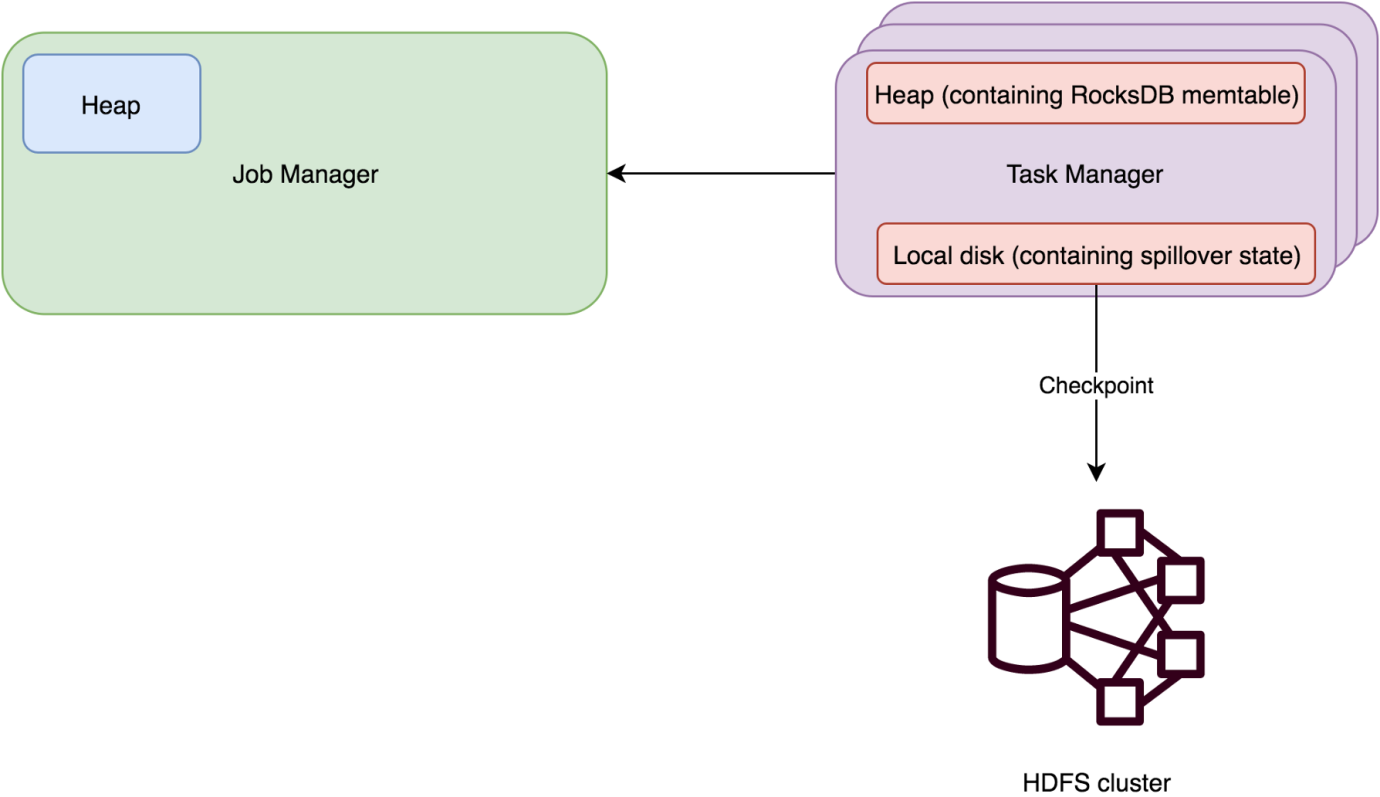 Heap
Job Manager
Heap (containing RocksDB memtable)
Task Manager
Local disk (containing spillover state)
Checkpoint
HDFS cluster